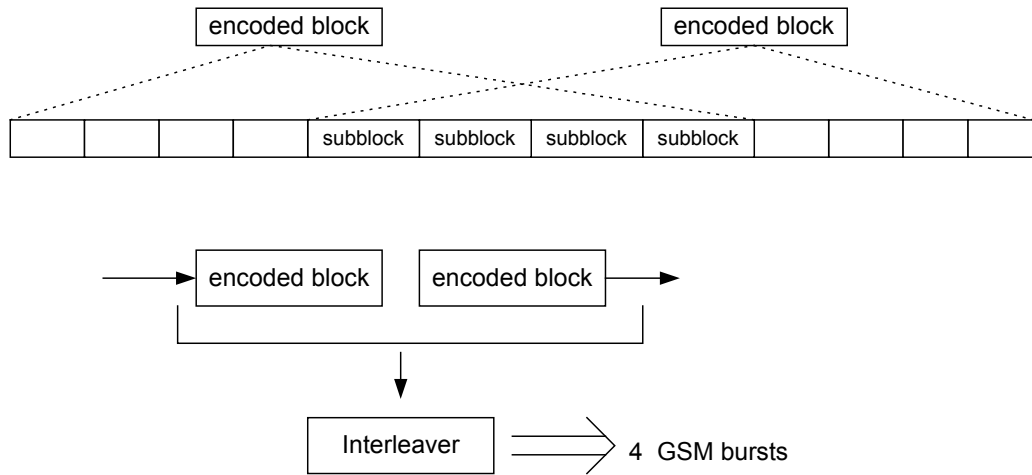 encoded block
encoded block
subblock
subblock
subblock
subblock
encoded block
encoded block
Interleaver
4 GSM bursts